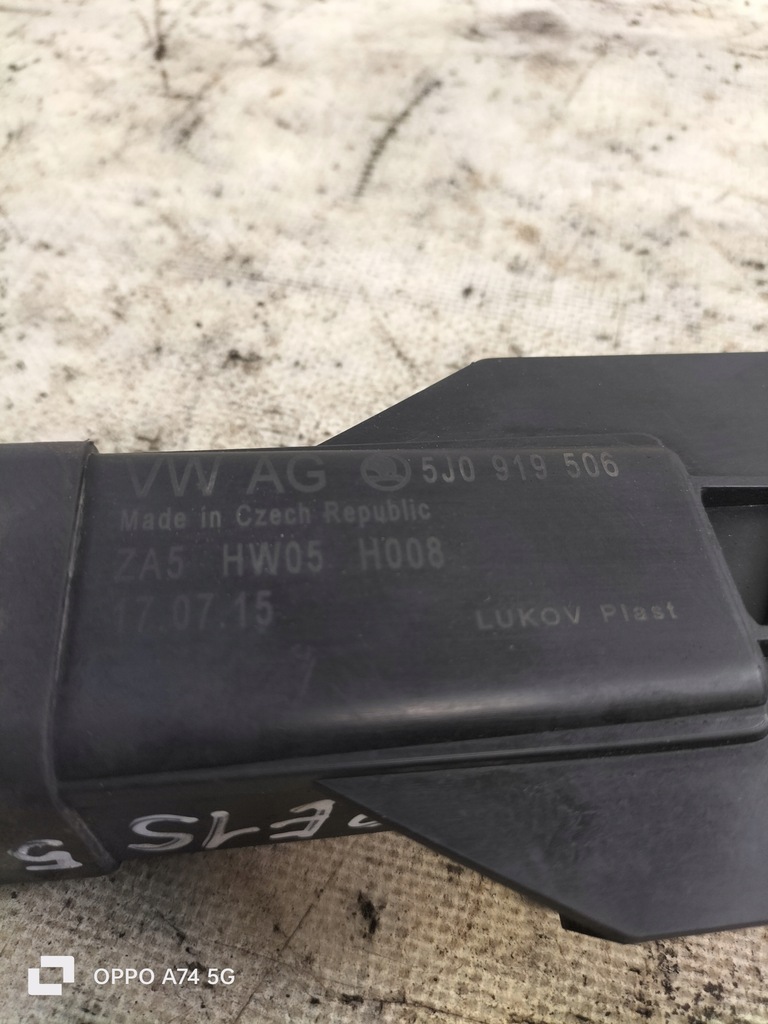 VW AG 5J0 919 506
Made in Czech Republic
ZA5 HW05 H008
17.07.15
LUKOV Plast
5 
OPPO A74 5G